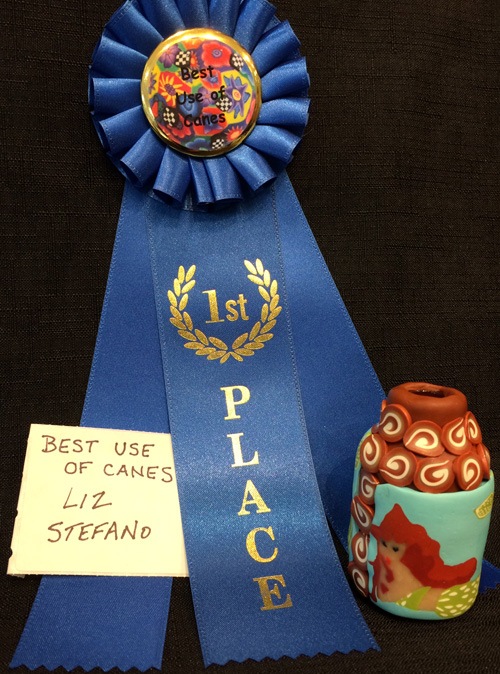 Best
Use of
Canes
1st
PLACE
BEST USE
OF CANES
LIZ
STEFANO